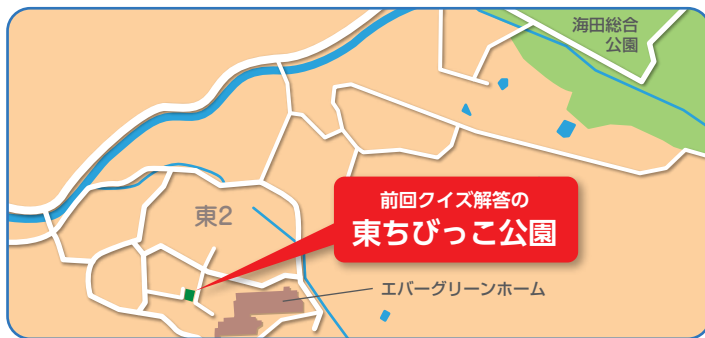 海田総合
公園
東2
前回クイズ解答の
東ちびっこ公園
エバーグリーンホーム